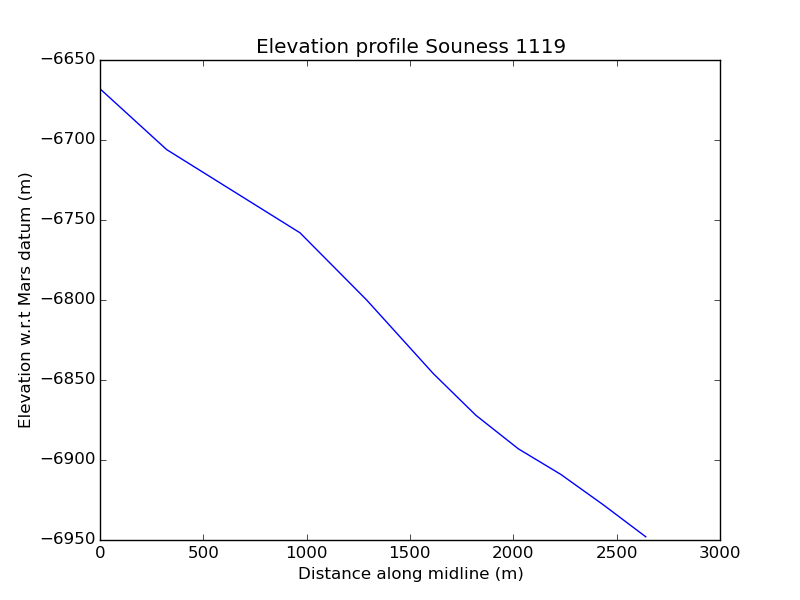 Elevation profile Souness 1119
−6650
−6700
−6750
−6800
−6850
−6900
−6950
Elevation w.r.t Mars datum (m)
0 500 1000 1500 2000 2500 3000
Distance along midline (m)